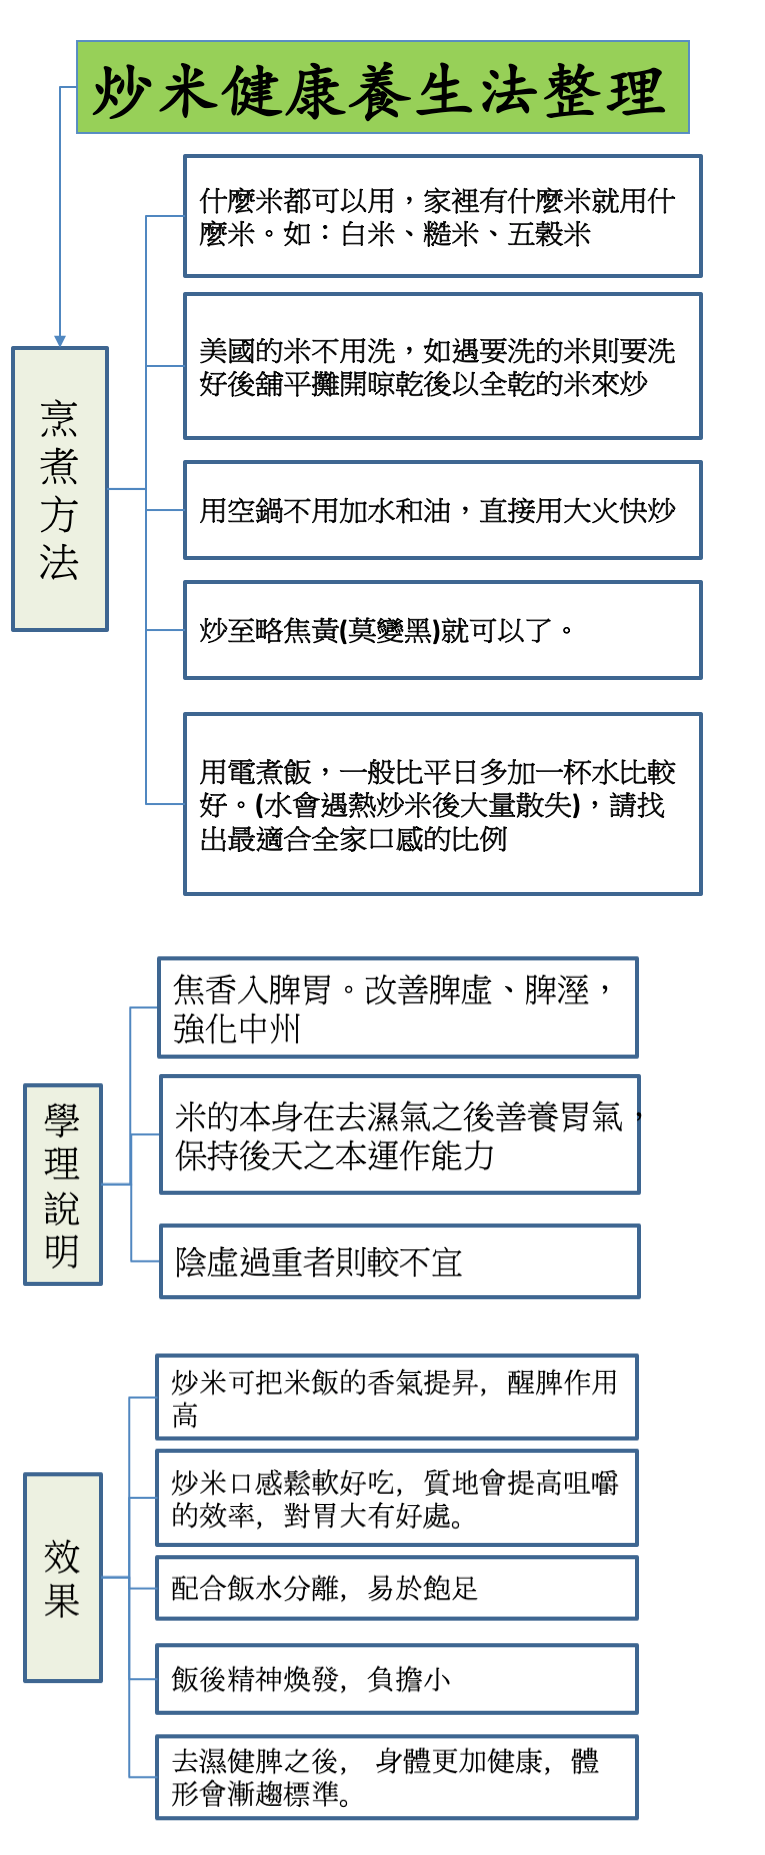 炒米健康養生法整理
烹煮方法
什麼米都可以用，家裡有什麼米就用什
麼米。如：白米、糙米、五穀米
美國的米不用洗，如遇要洗的米則要洗
好後舖平攤開晾乾後以全乾的米來炒
用空鍋不用加水和油，直接用大火快炒
炒至略焦黃(莫變黑)就可以了。
用電煮飯，一般比平日多加一杯水比較
好。(水會遇熱炒米後大量散失)，請找
出最適合全家口感的比例
學理說明
焦香入脾胃。改善脾虛、脾溼，
強化中州
米的本身在去濕氣之後善養胃氣，
保持後天之本運作能力
陰虛過重者則較不宜
效果
炒米可把米飯的香氣提昇，醒脾作用
高
炒米口感鬆軟好吃，質地會提高咀嚼
的效率，對胃大有好處。
配合飯水分離，易於飽足
飯後精神煥發，負擔小
去濕健脾之後， 身體更加健康，體
形會漸趨標準。